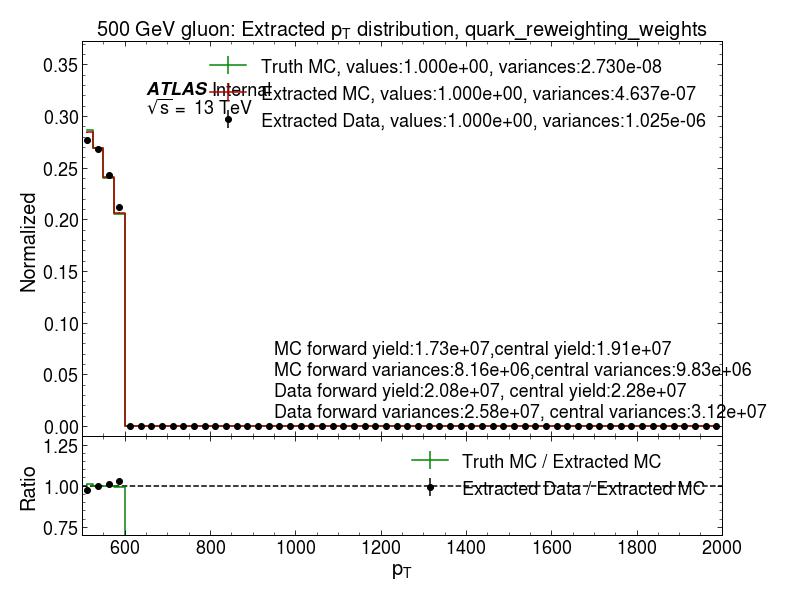 500 GeV gluon: Extracted pT distribution, quark_reweighting_weights
Truth MC, values:1.000e+00, variances:2.730e-08
ATLAS Internal
Extracted MC, values:1.000e+00, variances:4.637e-07
√s = 13 TeV
Extracted Data, values:1.000e+00, variances:1.025e-06
Normalized
0.35
0.30
0.25
0.20
0.15
0.10
0.05
0.00
MC forward yield:1.73e+07,central yield:1.91e+07
MC forward variances:8.16e+06,central variances:9.83e+06
Data forward yield:2.08e+07, central yield:2.28e+07
Data forward variances:2.58e+07, central variances:3.12e+07
Ratio
1.25
1.00
0.75
Truth MC / Extracted MC
Extracted Data / Extracted MC
600 800 1000 1200 1400 1600 1800 2000
pT